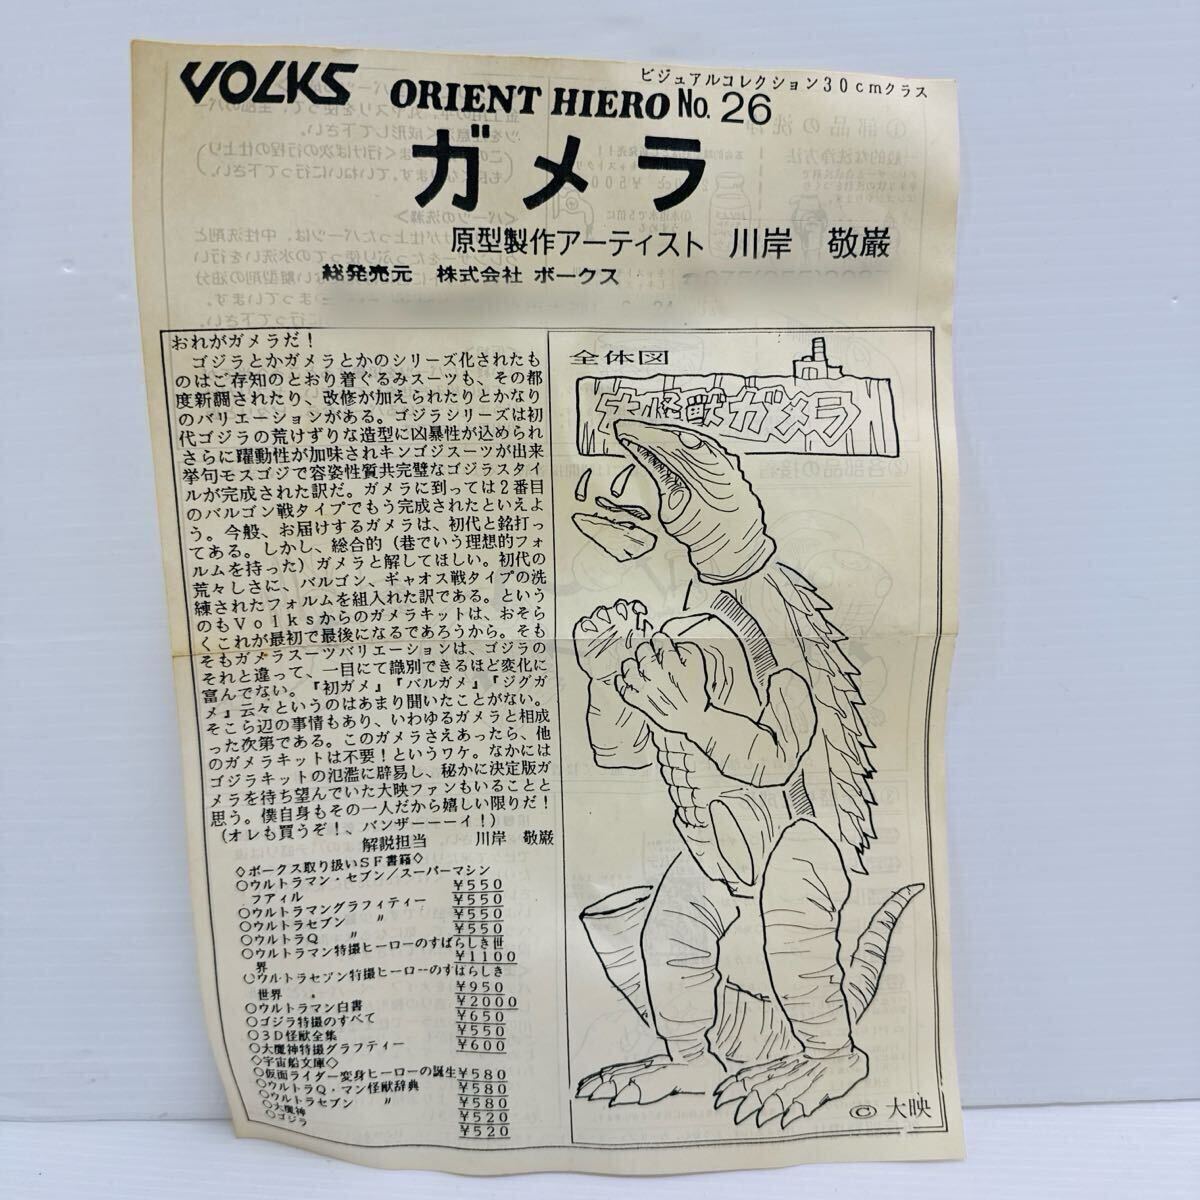 VOLKS ORIENT HIERO No. 26
ビジュアルコレクション30cmクラス
ガメラ
原型製作アーティスト 川岸 敬厳
総発売元 株式会社 ボークス
おれがガメラだ！
ゴジラとかガメラとかのシリーズ化されたも
のはご存知のとおり着ぐるみスーツも、その都
度新調されたり、改修が加えられたりとかなり
のバリエーションがある。ゴジラシリーズは初
代ゴジラの荒けずりな造型に凶暴性が込められ
さらに躍動性が加味されキンゴジスーツが出来
挙句モスゴジで容姿性質共完璧なゴジラスタイ
ルが完成された訳だ。ガメラに到っては2番目
のバルゴン戦タイプでもう完成されたといえよ
う。今般、お届けするガメラは、初代と銘打っ
てある。しかし、総合的（巷でいう理想的フォ
ルムを持った）ガメラと解してほしい。初代の
荒々しさに、バルゴン、ギャオス戦タイプの洗
練されたフォルムを組入れた訳である。という
のもVolksからのガメラキットは、おそら
くこれが最初で最後になるであろうから。そも
そもガメラスーツバリエーションは、ゴジラの
それと違って、一目にて識別できるほど変化に
富んでない。『初ガメ』『バルガメ』『ジグガ
メ』云々というのはあまり聞いたことがない。
そこら辺の事情もあり、いわゆるガメラと相成
った次第である。このガメラさえあったら、他
のガメラキットは不要！というワケ。なかには
ゴジラキットの氾濫に辟易し、秘かに決定版ガ
メラを待ち望んでいた大映ファンもいることと
思う。僕自身もその一人だから嬉しい限りだ！
（オレも買うぞ！、バンザーーーイ！）
解説担当 川岸 敬厳
◇ボークス取り扱いSF書籍◇
○ウルトラマン・セブン／スーパーマシン
フアィル ¥550
○ウルトラマングラフィティー ¥550
○ウルトラセブン 〃 ¥550
○ウルトラQ 〃 ¥550
○ウルトラマン特撮ヒーローのすばらしき世
界 ¥1100
○ウルトラセブン特撮ヒーローのすばらしき
世界 ¥950
○ウルトラマン白書 ¥2000
○ゴジラ特撮のすべて ¥650
○3D怪獣全集 ¥550
○大魔神特撮グラフティー ¥600
◇宇宙船文庫◇
○仮面ライダー変身ヒーローの誕生 ¥580
○ウルトラQ・マン怪獣辞典 ¥580
○ウルトラセブン 〃 ¥580
○大魔神 ¥520
○ゴジラ ¥520
全体図
大怪獣ガメラ
© 大映